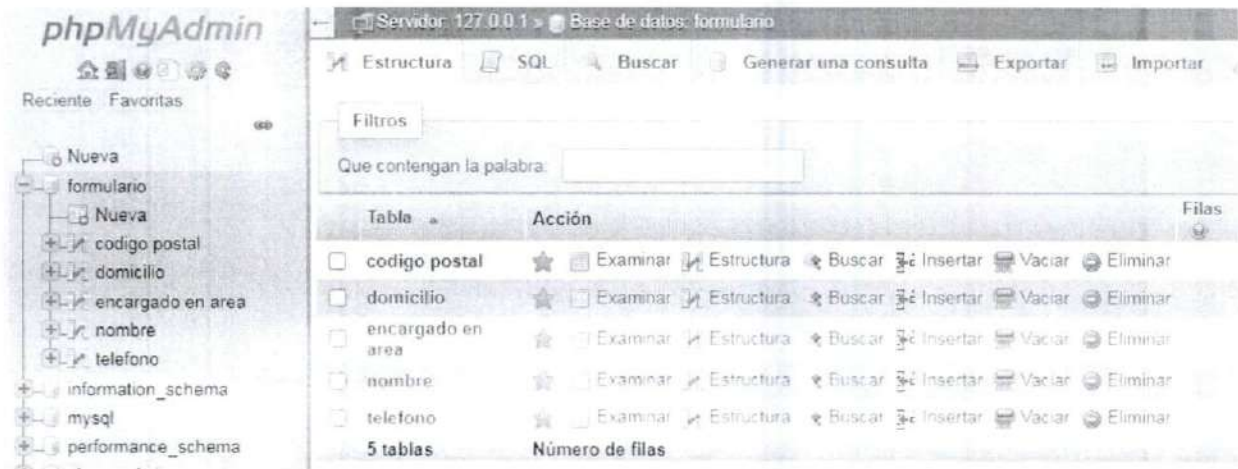 phpMyAdmin
Reciente Favoritas
Nueva
formulario
Nueva
codigo postal
domicilio
encargado en area
nombre
telefono
information_schema
mysql
performance_schema
Servidor: 127.0.0.1 » Base de datos: formulario
Estructura SQL Buscar Generar una consulta Exportar Importar
Filtros
Que contengan la palabra:
Tabla Acción Filas
codigo postal Examinar Estructura Buscar Insertar Vaciar Eliminar
domicilio Examinar Estructura Buscar Insertar Vaciar Eliminar
encargado en
area Examinar Estructura Buscar Insertar Vaciar Eliminar
nombre Examinar Estructura Buscar Insertar Vaciar Eliminar
telefono Examinar Estructura Buscar Insertar Vaciar Eliminar
5 tablas Número de filas